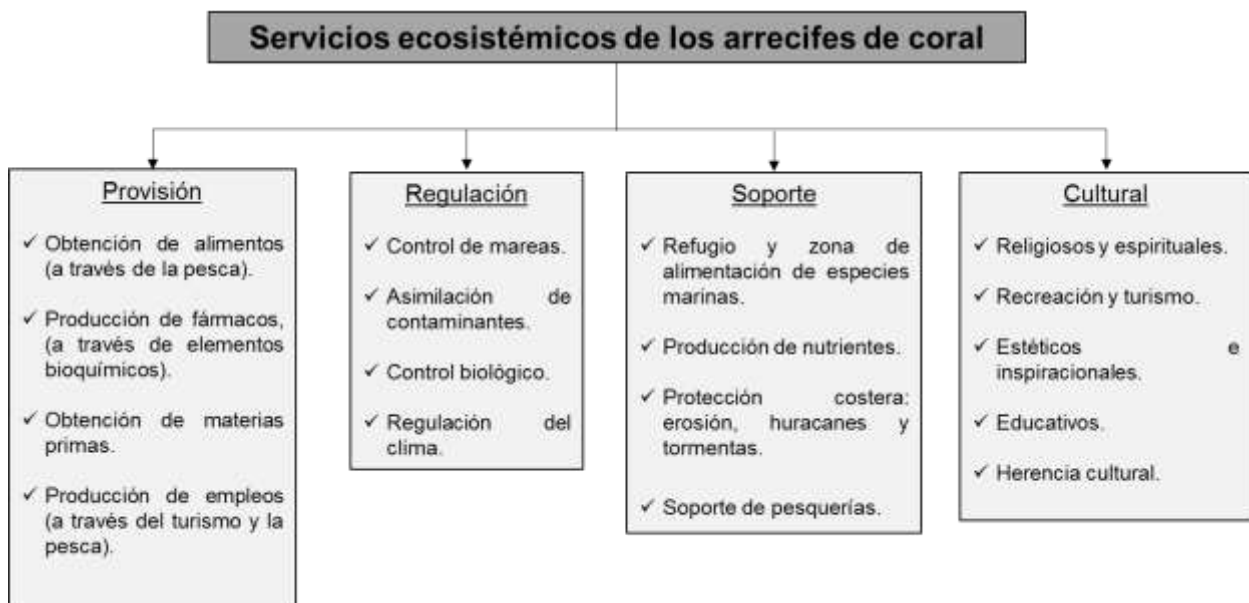 Servicios ecosistémicos de los arrecifes de coral
Provisión
✓ Obtención de alimentos
(a través de la pesca).
✓ Producción de fármacos,
(a través de elementos
bioquímicos).
✓ Obtención de materias
primas.
✓ Producción de empleos
(a través del turismo y la
pesca).
Regulación
✓ Control de mareas.
✓ Asimilación de
contaminantes.
✓ Control biológico.
✓ Regulación del
clima.
Soporte
✓ Refugio y zona de
alimentación de especies
marinas.
✓ Producción de nutrientes.
✓ Protección costera:
erosión, huracanes y
tormentas.
✓ Soporte de pesquerías.
Cultural
✓ Religiosos y espirituales.
✓ Recreación y turismo.
✓ Estéticos e
inspiracionales.
✓ Educativos.
✓ Herencia cultural.